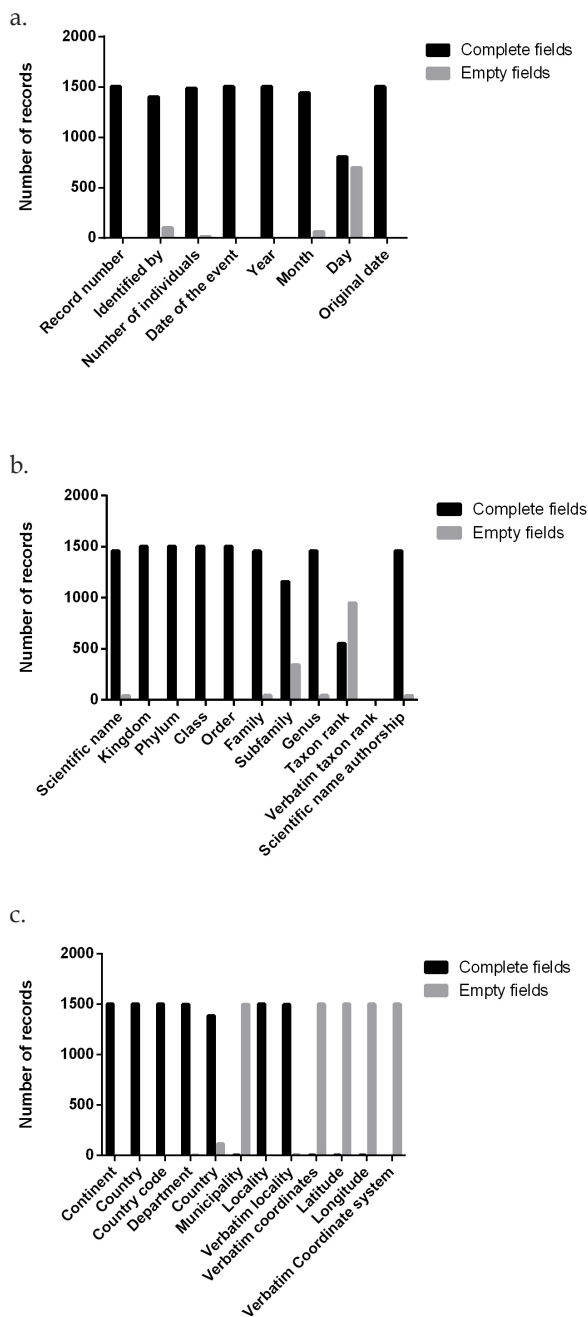 a.
2000
1500
1000
500
0
Number of records
Complete fields
Empty fields
Record number
Identified by
Number of individuals
Date of the event
Year
Month
Day
Original date
b.
2000
1500
1000
500
0
Number of records
Complete fields
Empty fields
Scientific name
Kingdom
Phylum
Class
Order
Family
Subfamily
Genus
Taxon rank
Verbatim taxon rank
Scientific name authorship
c.
2000
1500
1000
500
0
Number of records
Complete fields
Empty fields
Continent
Country
Country code
Department
Country
Municipality
Locality
Verbatim locality
Verbatim coordinates
Latitude
Longitude
Verbatim Coordinate system